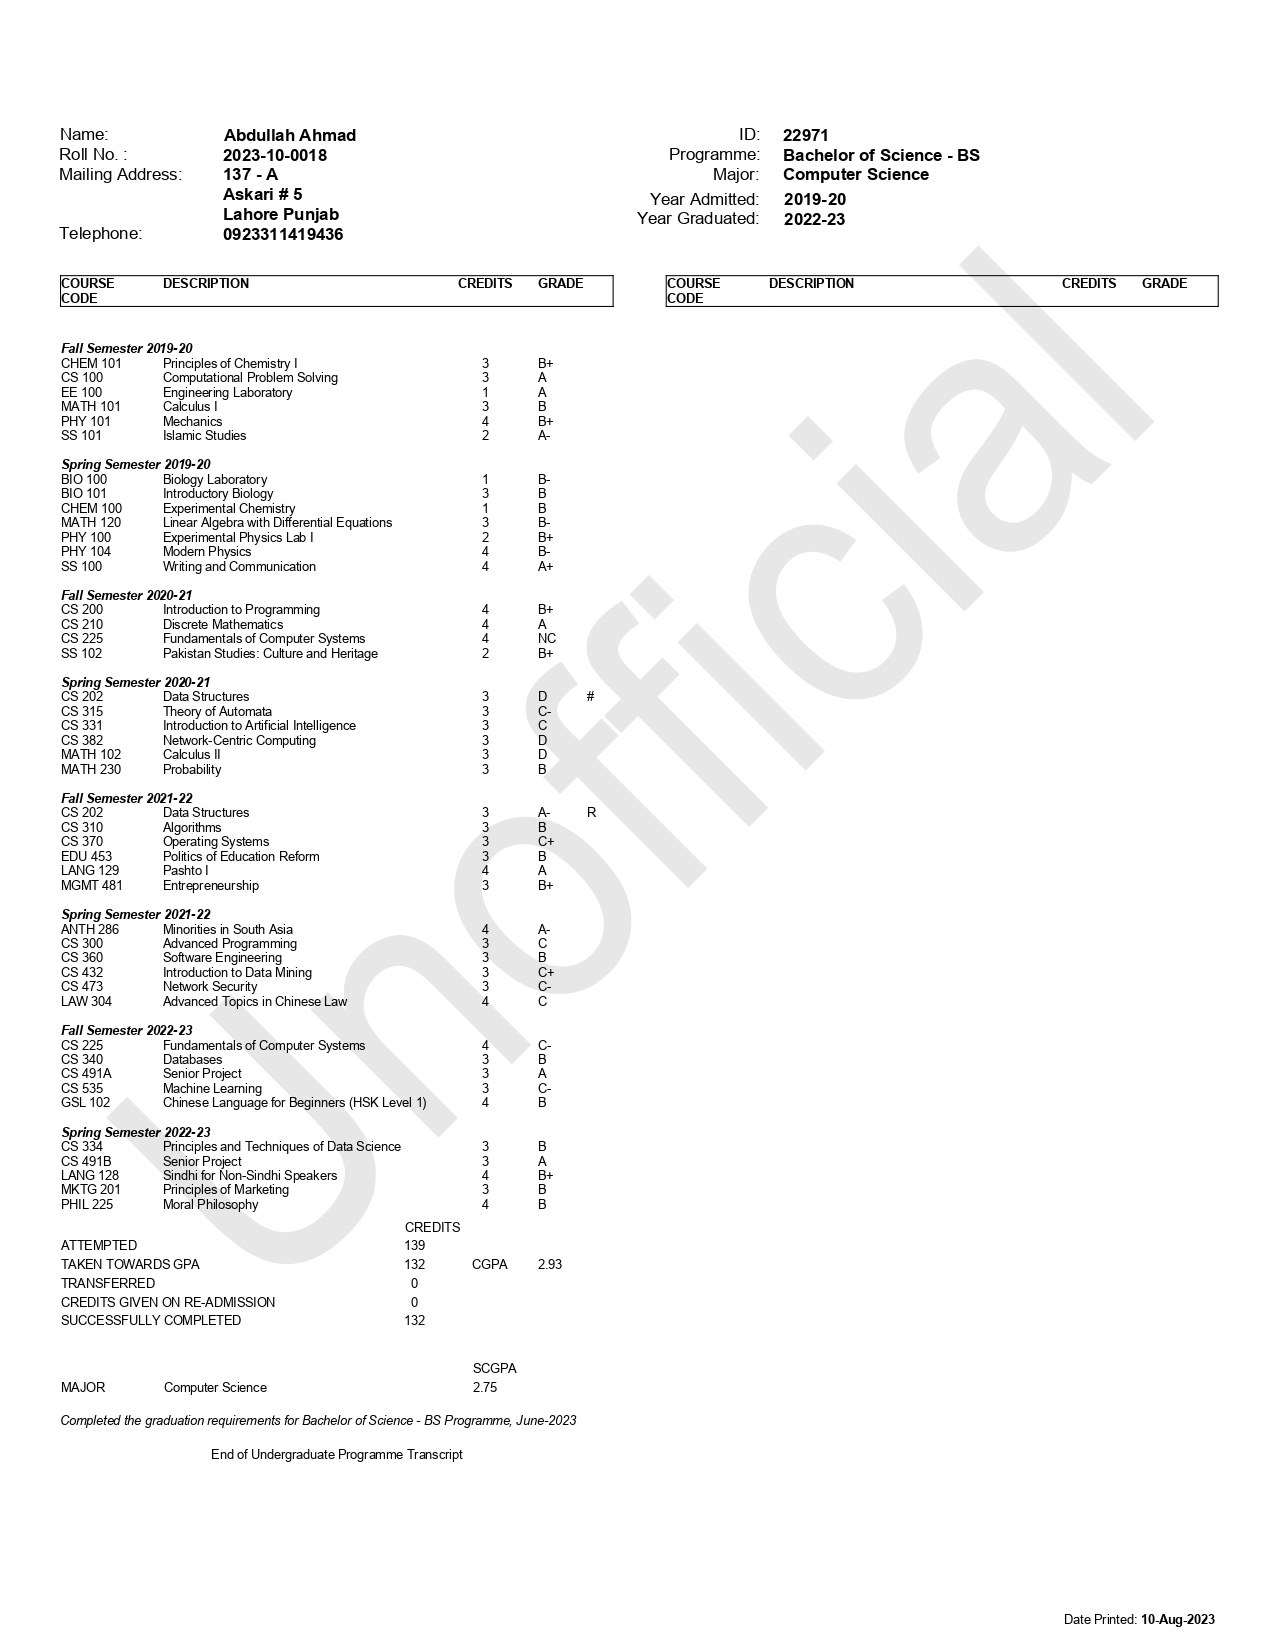 Name: Abdullah Ahmad ID: 22971
Roll No. : 2023-10-0018 Programme: Bachelor of Science - BS
Mailing Address: 137 - A Major: Computer Science
Askari # 5 Year Admitted: 2019-20
Lahore Punjab Year Graduated: 2022-23
Telephone: 0923311419436
COURSE DESCRIPTION CREDITS GRADE COURSE DESCRIPTION CREDITS GRADE
CODE CODE
Fall Semester 2019-20
CHEM 101 Principles of Chemistry I 3 B+
CS 100 Computational Problem Solving 3 A
EE 100 Engineering Laboratory 1 A
MATH 101 Calculus I 3 B
PHY 101 Mechanics 4 B+
SS 101 Islamic Studies 2 A-
Spring Semester 2019-20
BIO 100 Biology Laboratory 1 B-
BIO 101 Introductory Biology 3 B
CHEM 100 Experimental Chemistry 1 B
MATH 120 Linear Algebra with Differential Equations 3 B-
PHY 100 Experimental Physics Lab I 2 B+
PHY 104 Modern Physics 4 B-
SS 100 Writing and Communication 4 A+
Fall Semester 2020-21
CS 200 Introduction to Programming 4 B+
CS 210 Discrete Mathematics 4 A
CS 225 Fundamentals of Computer Systems 4 NC
SS 102 Pakistan Studies: Culture and Heritage 2 B+
Spring Semester 2020-21
CS 202 Data Structures 3 D #
CS 315 Theory of Automata 3 C-
CS 331 Introduction to Artificial Intelligence 3 C
CS 382 Network-Centric Computing 3 D
MATH 102 Calculus II 3 D
MATH 230 Probability 3 B
Fall Semester 2021-22
CS 202 Data Structures 3 A- R
CS 310 Algorithms 3 B
CS 370 Operating Systems 3 C+
EDU 453 Politics of Education Reform 3 B
LANG 129 Pashto I 4 A
MGMT 481 Entrepreneurship 3 B+
Spring Semester 2021-22
ANTH 286 Minorities in South Asia 4 A-
CS 300 Advanced Programming 3 C
CS 360 Software Engineering 3 B
CS 432 Introduction to Data Mining 3 C+
CS 473 Network Security 3 C-
LAW 304 Advanced Topics in Chinese Law 4 C
Fall Semester 2022-23
CS 225 Fundamentals of Computer Systems 4 C-
CS 340 Databases 3 B
CS 491A Senior Project 3 A
CS 535 Machine Learning 3 C-
GSL 102 Chinese Language for Beginners (HSK Level 1) 4 B
Spring Semester 2022-23
CS 334 Principles and Techniques of Data Science 3 B
CS 491B Senior Project 3 A
LANG 128 Sindhi for Non-Sindhi Speakers 4 B+
MKTG 201 Principles of Marketing 3 B
PHIL 225 Moral Philosophy 4 B
CREDITS
ATTEMPTED 139
TAKEN TOWARDS GPA 132 CGPA 2.93
TRANSFERRED 0
CREDITS GIVEN ON RE-ADMISSION 0
SUCCESSFULLY COMPLETED 132
SCGPA
MAJOR Computer Science 2.75
Completed the graduation requirements for Bachelor of Science - BS Programme, June-2023
End of Undergraduate Programme Transcript
Date Printed: 10-Aug-2023
Unofficial